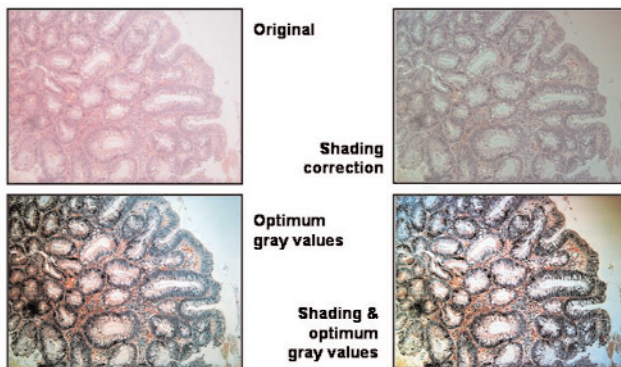 Original
Shading
correction
Optimum
gray values
Shading &
optimum
gray values